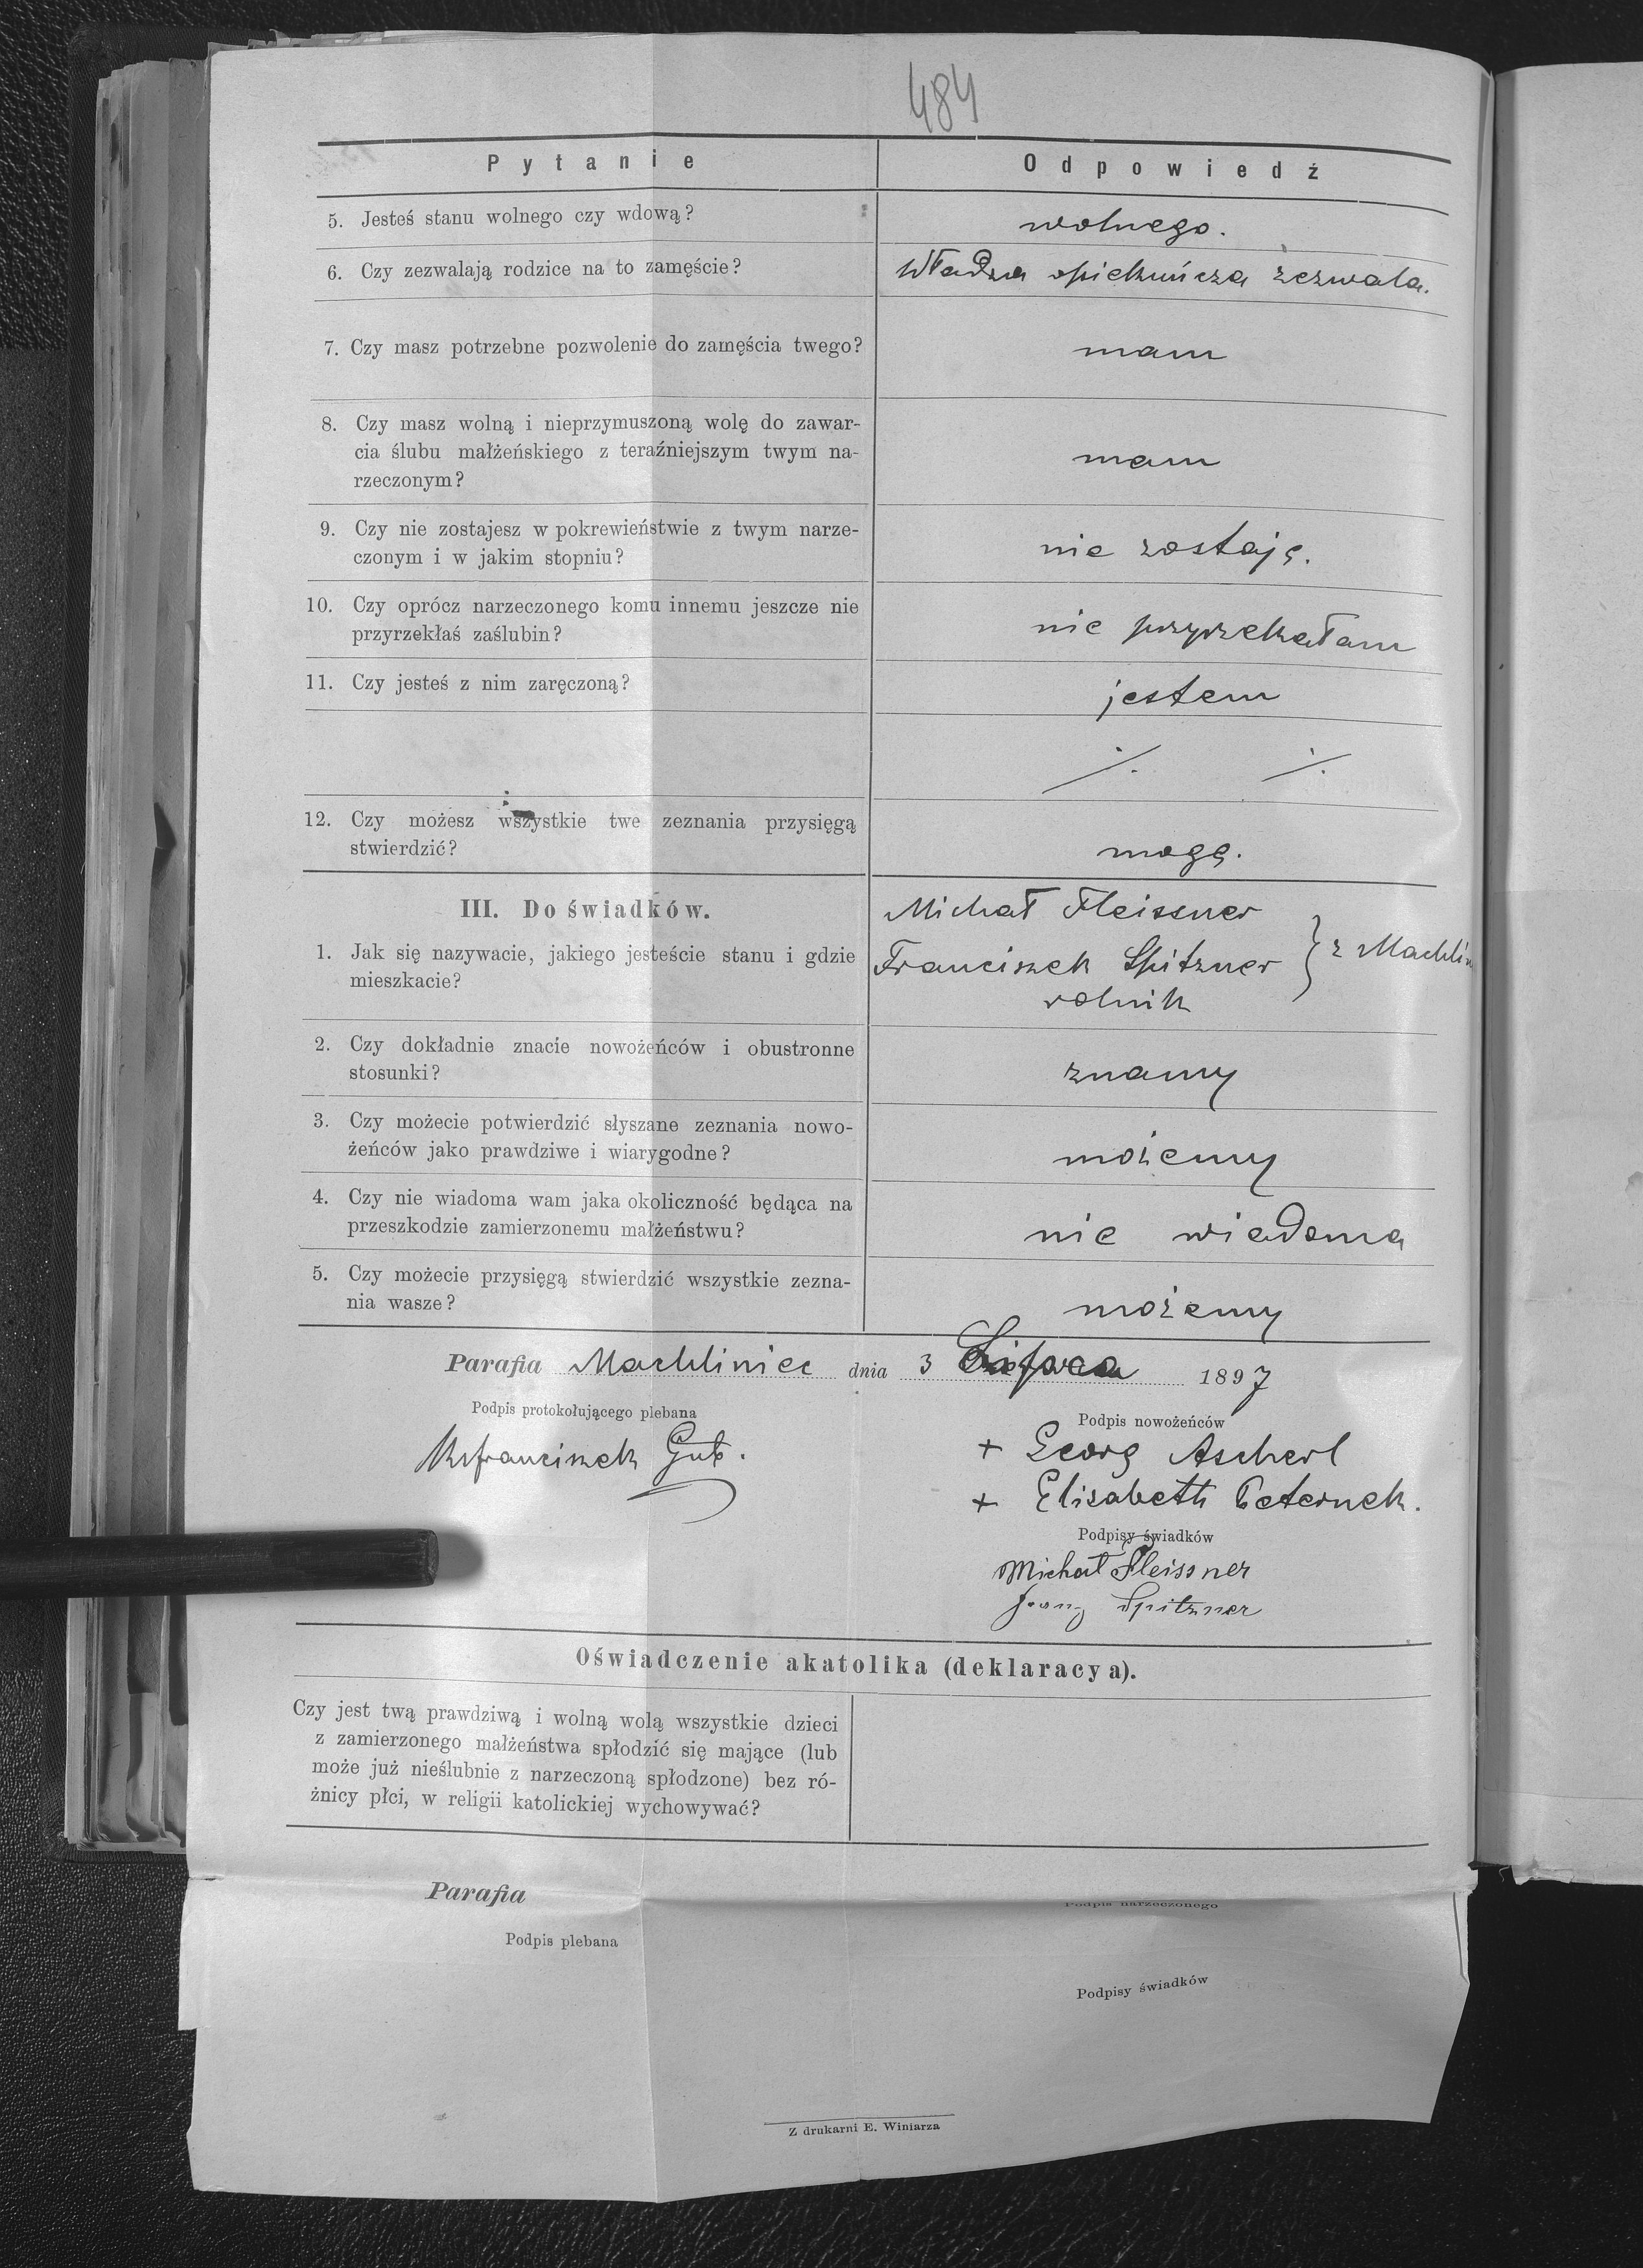 484
Pytanie
Odpowiedź
5. Jesteś stanu wolnego czy wdową?
wolnego.
6. Czy zezwalają rodzice na to zamęście?
Władza opiekuńcza zezwala.
7. Czy masz potrzebne pozwolenie do zamęścia twego?
mam
8. Czy masz wolną i nieprzymuszoną wolę do zawar-
cia ślubu małżeńskiego z teraźniejszym twym na-
rzeczonym?
mam
9. Czy nie zostajesz w pokrewieństwie z twym narze-
czonym i w jakim stopniu?
nie zostaję.
10. Czy oprócz narzeczonego komu innemu jeszcze nie
przyrzekłaś zaślubin?
nie przyrzekałam
11. Czy jesteś z nim zaręczoną?
jestem
·/. ·/.
12. Czy możesz wszystkie twe zeznania przysięgą
stwierdzić?
mogę.
III. Do świadków.
1. Jak się nazywacie, jakiego jesteście stanu i gdzie
mieszkacie?
Michał Fleissner
Franciszek Spitzner } z Machlin
rolnik
2. Czy dokładnie znacie nowożeńców i obustronne
stosunki?
znamy
3. Czy możecie potwierdzić słyszane zeznania nowo-
żeńców jako prawdziwe i wiarygodne?
możemy
4. Czy nie wiadoma wam jaka okoliczność będąca na
przeszkodzie zamierzonemu małżeństwu?
nie wiadoma
5. Czy możecie przysięgą stwierdzić wszystkie zezna-
nia wasze?
możemy
Parafia Machliniec dnia 3 1897
Podpis protokołującego plebana
Podpis nowożeńców
Ks franciszek Gut.
+ Georg Ascherl
+ Elisabeth Peternek.
Podpisy świadków
Michał Fleissner
Spitzner
Oświadczenie akatolika (deklaracya).
Czy jest twą prawdziwą i wolną wolą wszystkie dzieci
z zamierzonego małżeństwa spłodzić się mające (lub
może już nieślubnie z narzeczoną spłodzone) bez ró-
żnicy płci, w religii katolickiej wychowywać?
Parafia
Podpis narzeczonego
Podpis plebana
Podpisy świadków
Z drukarni E. Winiarza